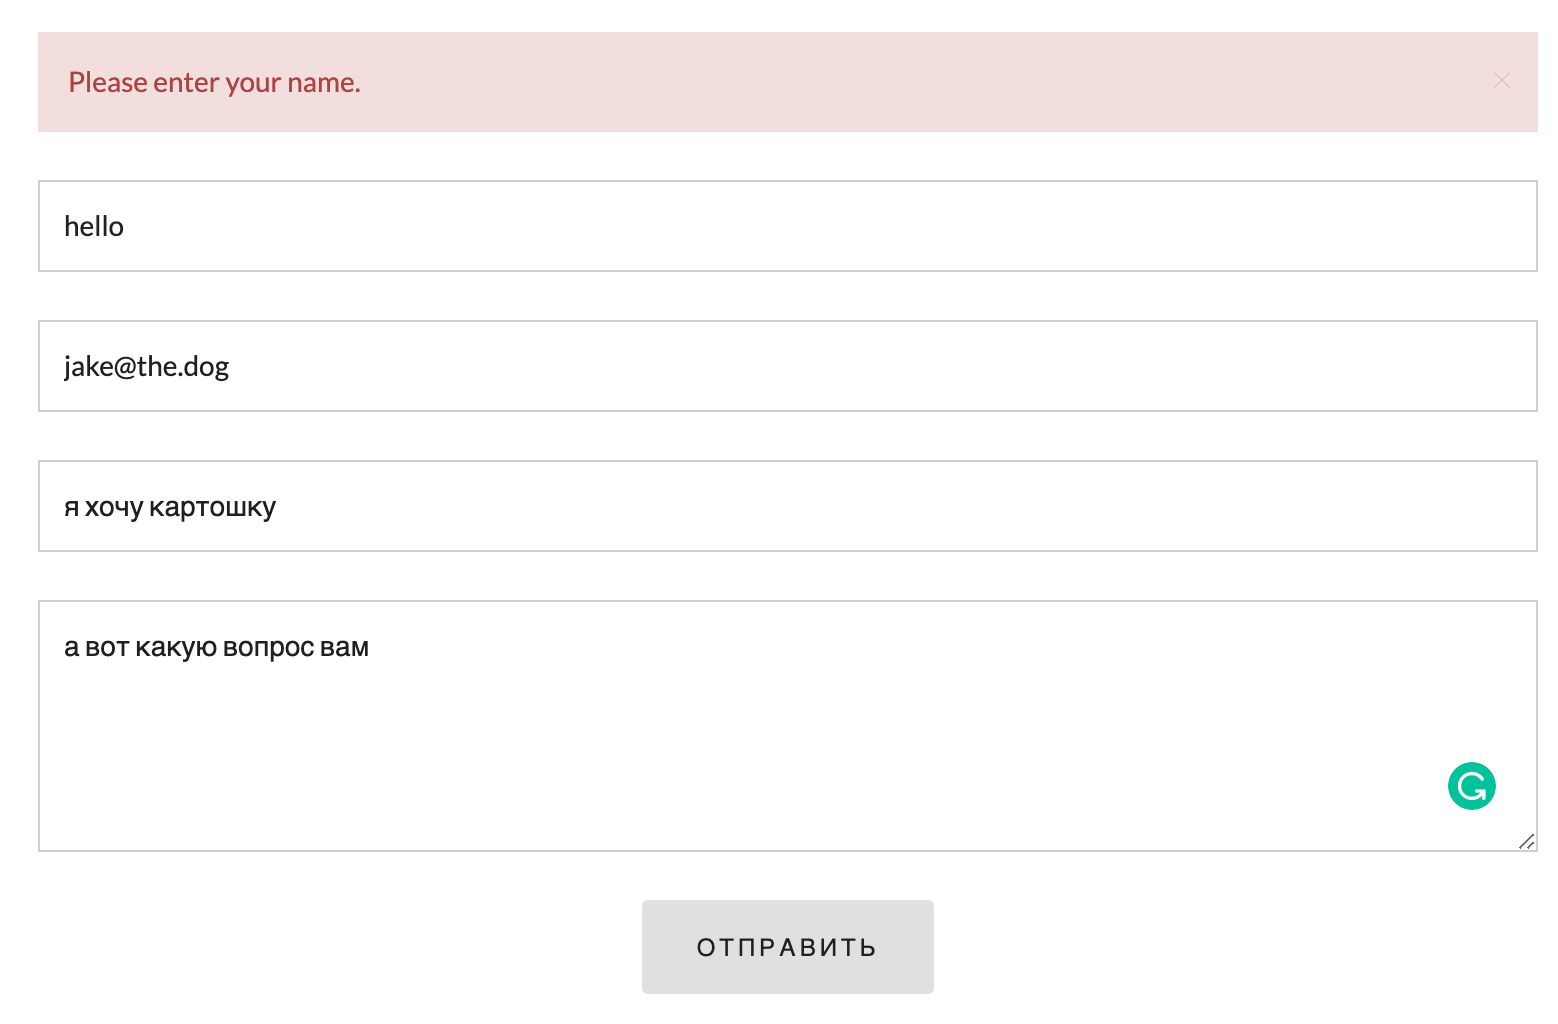 Please enter your name.
hello
jake@the.dog
я хочу картошку
а вот какую вопрос вам
ОТПРАВИТЬ